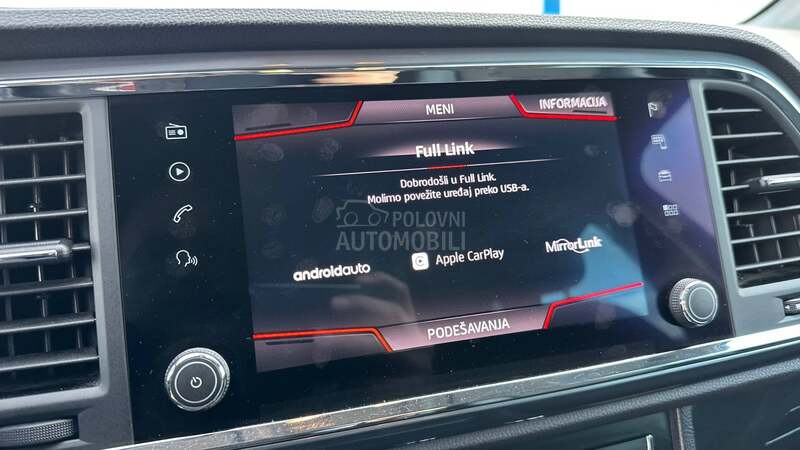 MENI
INFORMACIJA
Full Link
Dobrodošli u Full Link.
Molimo povežite uređaj preko USB-a.
POLOVNI
AUTOMOBILI
androidauto
Apple CarPlay
MirrorLink
PODEŠAVANJA